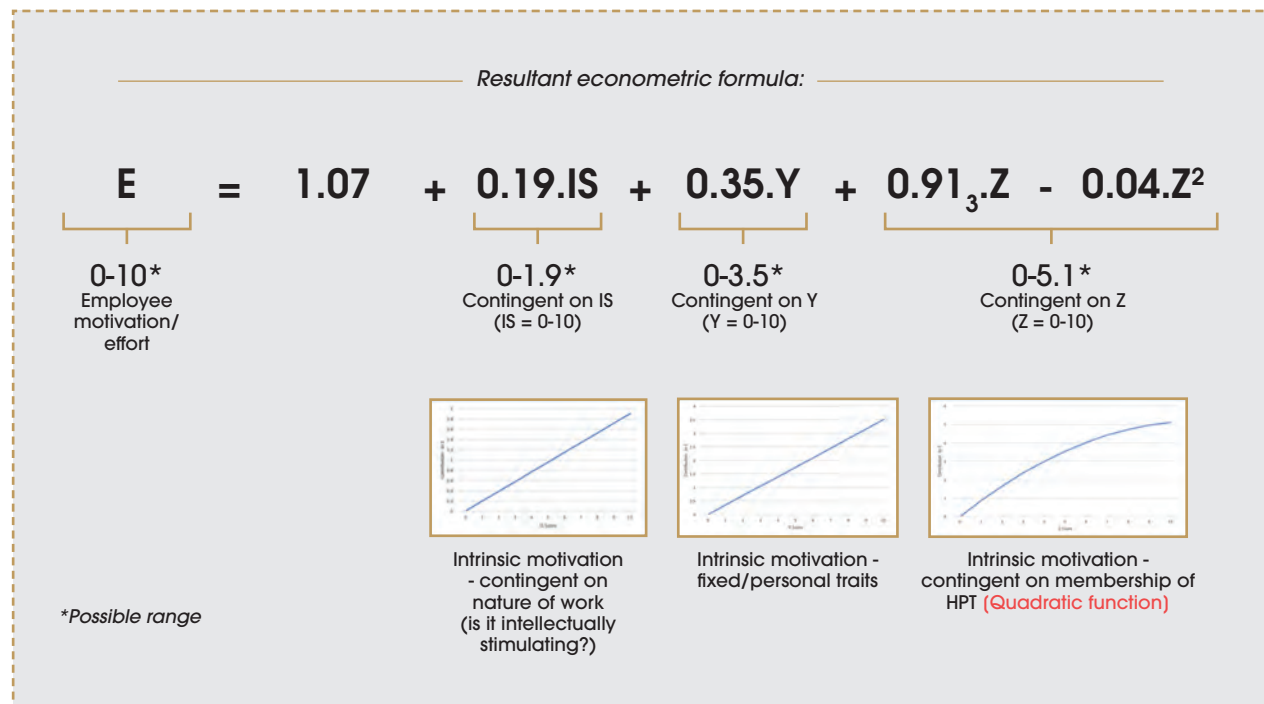 Resultant econometric formula:
E = 1.07 + 0.19.IS + 0.35.Y + 0.91₃.Z - 0.04.Z²
0-10*
Employee
motivation/
effort
0-1.9*
Contingent on IS
(IS = 0-10)
0-3.5*
Contingent on Y
(Y = 0-10)
0-5.1*
Contingent on Z
(Z = 0-10)
Intrinsic motivation
- contingent on
nature of work
(is it intellectually
stimulating?)
Intrinsic motivation -
fixed/personal traits
Intrinsic motivation -
contingent on membership of
HPT (Quadratic function)
*Possible range